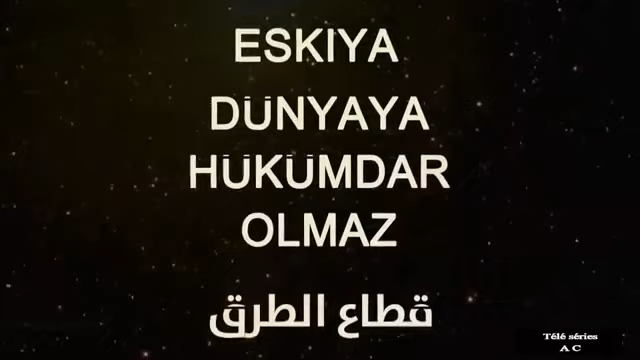 ESKIYA
DÜNYAYA
HÜKÜMDAR
OLMAZ
قطاع الطرق
Télé séries
A C